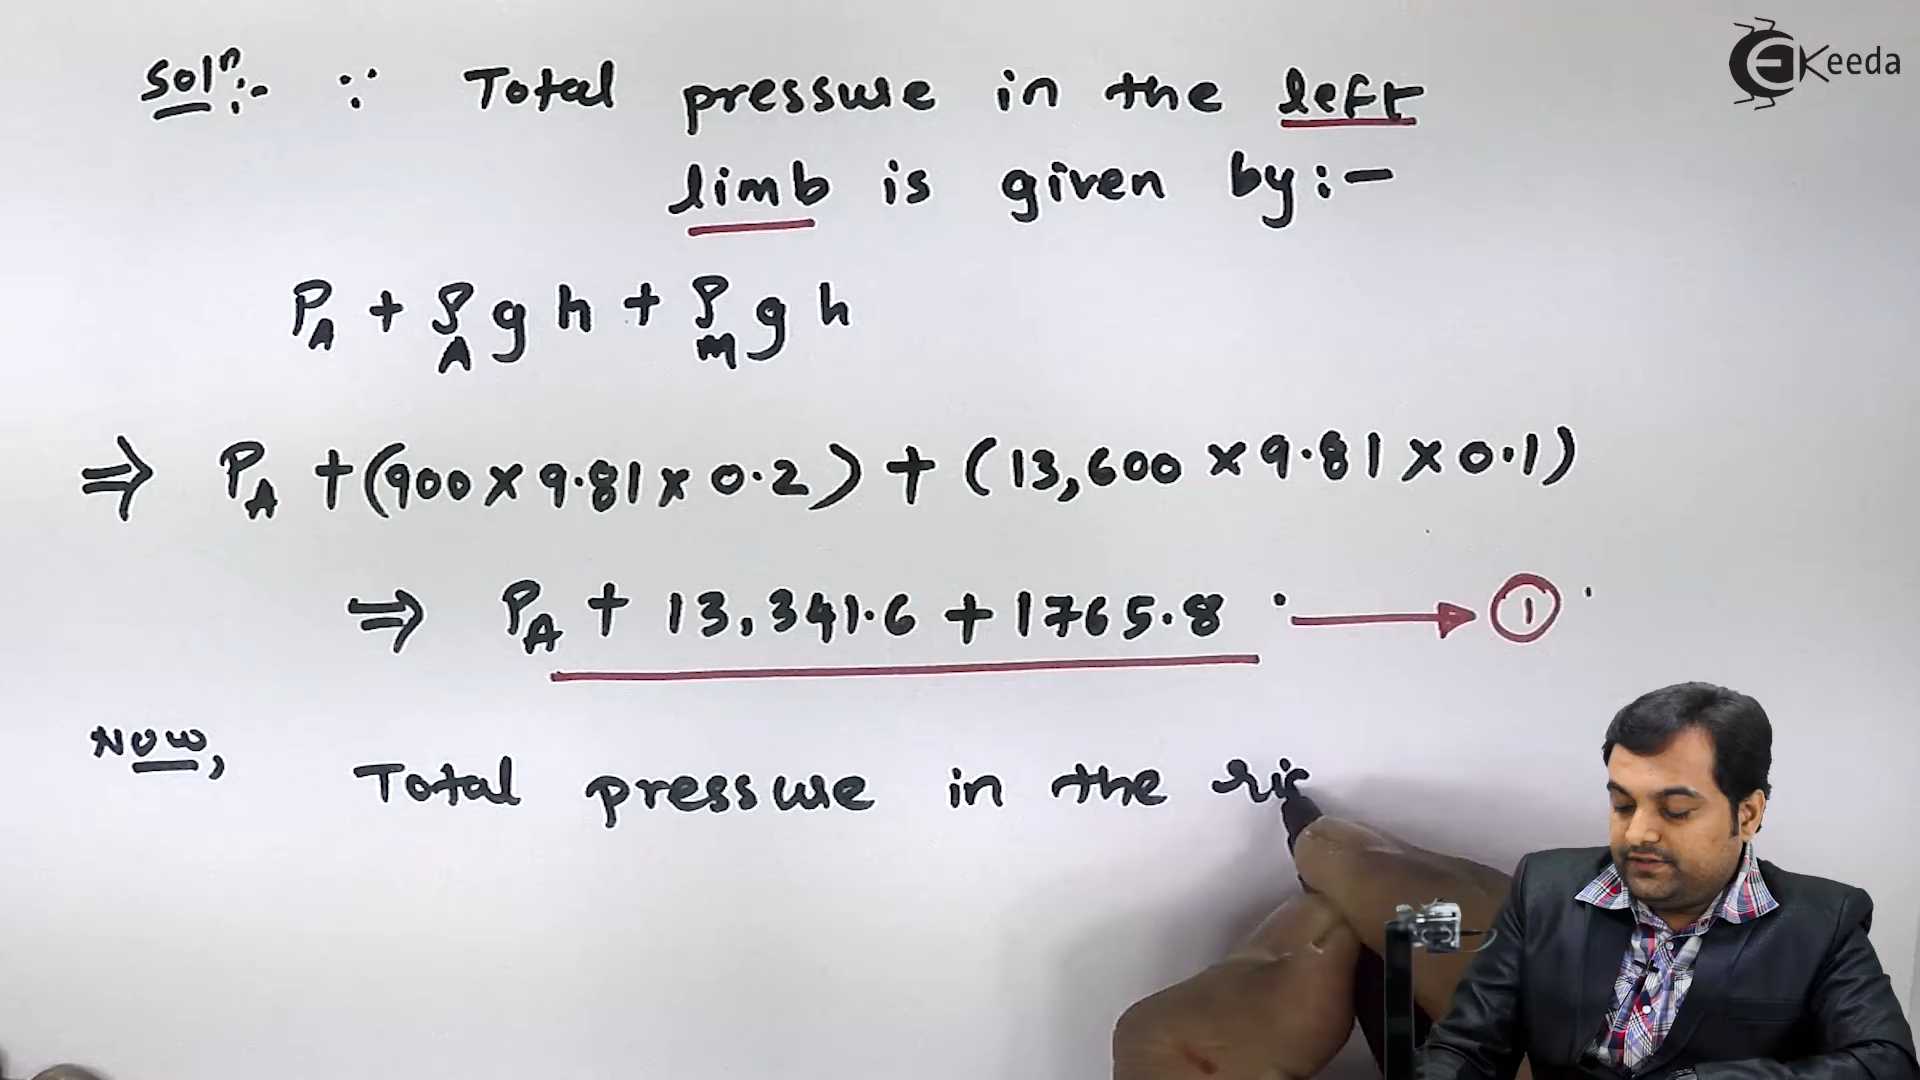 Solⁿ:- ∵ Total pressure in the left
limb is given by:-
P_A + ρ_A g h + ρ_M g h
⇒ P_A + (900 × 9.81 × 0.2) + (13,600 × 9.81 × 0.1)
⇒ P_A + 13,341.6 + 1765.8 → ①
Now, Total pressure in the
EKeeda